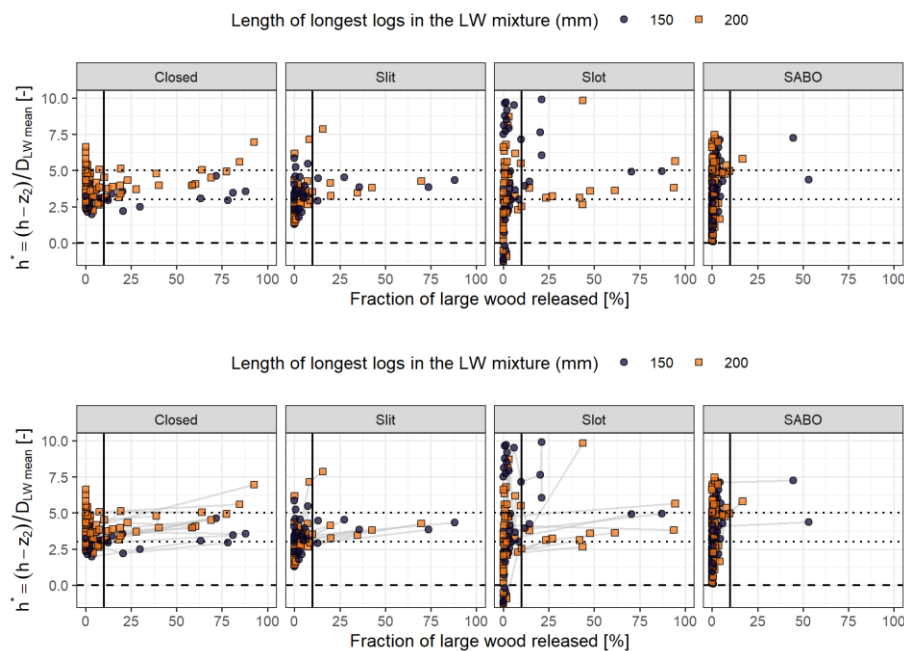 Length of longest logs in the LW mixture (mm) 150 200
Closed Slit Slot SABO
h* = (h − z₂)/D_LW mean [-]
10.0
7.5
5.0
2.5
0.0
0 25 50 75 100 0 25 50 75 100 0 25 50 75 100 0 25 50 75 100
Fraction of large wood released [%]
Length of longest logs in the LW mixture (mm) 150 200
Closed Slit Slot SABO
h* = (h − z₂)/D_LW mean [-]
10.0
7.5
5.0
2.5
0.0
0 25 50 75 100 0 25 50 75 100 0 25 50 75 100 0 25 50 75 100
Fraction of large wood released [%]